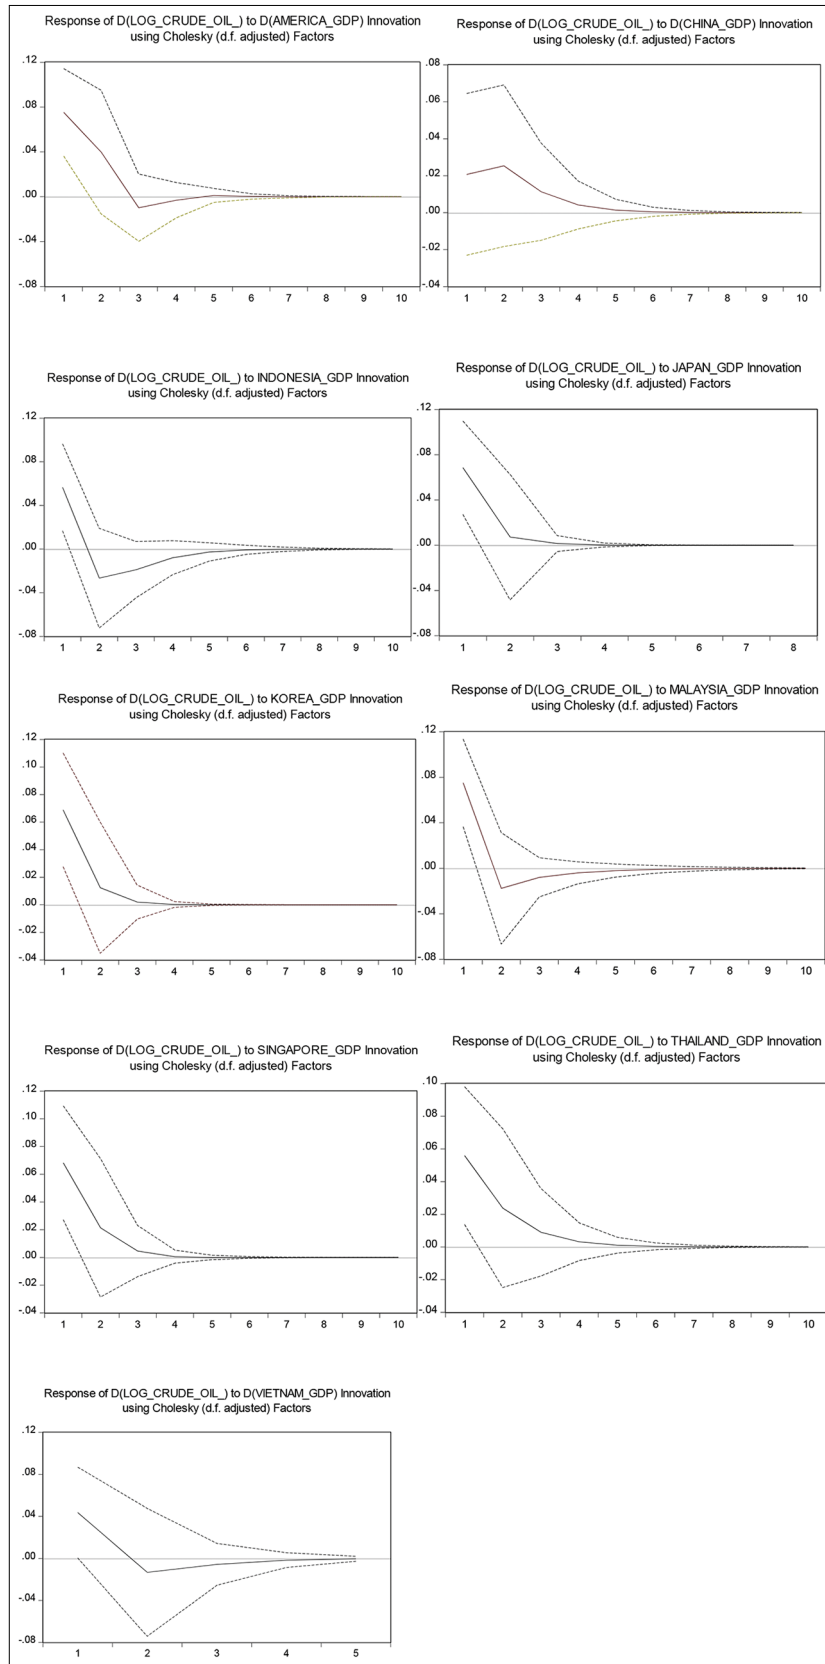 Response of D(LOG_CRUDE_OIL_) to D(AMERICA_GDP) Innovation
using Cholesky (d.f. adjusted) Factors
.12
.08
.04
.00
-.04
-.08
1 2 3 4 5 6 7 8 9 10
Response of D(LOG_CRUDE_OIL_) to D(CHINA_GDP) Innovation
using Cholesky (d.f. adjusted) Factors
.08
.06
.04
.02
.00
-.02
-.04
1 2 3 4 5 6 7 8 9 10
Response of D(LOG_CRUDE_OIL_) to INDONESIA_GDP Innovation
using Cholesky (d.f. adjusted) Factors
.12
.08
.04
.00
-.04
-.08
1 2 3 4 5 6 7 8 9 10
Response of D(LOG_CRUDE_OIL_) to JAPAN_GDP Innovation
using Cholesky (d.f. adjusted) Factors
.12
.08
.04
.00
-.04
-.08
1 2 3 4 5 6 7 8
Response of D(LOG_CRUDE_OIL_) to KOREA_GDP Innovation
using Cholesky (d.f. adjusted) Factors
.12
.10
.08
.06
.04
.02
.00
-.02
-.04
1 2 3 4 5 6 7 8 9 10
Response of D(LOG_CRUDE_OIL_) to MALAYSIA_GDP Innovation
using Cholesky (d.f. adjusted) Factors
.12
.08
.04
.00
-.04
-.08
1 2 3 4 5 6 7 8 9 10
Response of D(LOG_CRUDE_OIL_) to SINGAPORE_GDP Innovation
using Cholesky (d.f. adjusted) Factors
.12
.10
.08
.06
.04
.02
.00
-.02
-.04
1 2 3 4 5 6 7 8 9 10
Response of D(LOG_CRUDE_OIL_) to THAILAND_GDP Innovation
using Cholesky (d.f. adjusted) Factors
.10
.08
.06
.04
.02
.00
-.02
-.04
1 2 3 4 5 6 7 8 9 10
Response of D(LOG_CRUDE_OIL_) to D(VIETNAM_GDP) Innovation
using Cholesky (d.f. adjusted) Factors
.12
.08
.04
.00
-.04
-.08
1 2 3 4 5